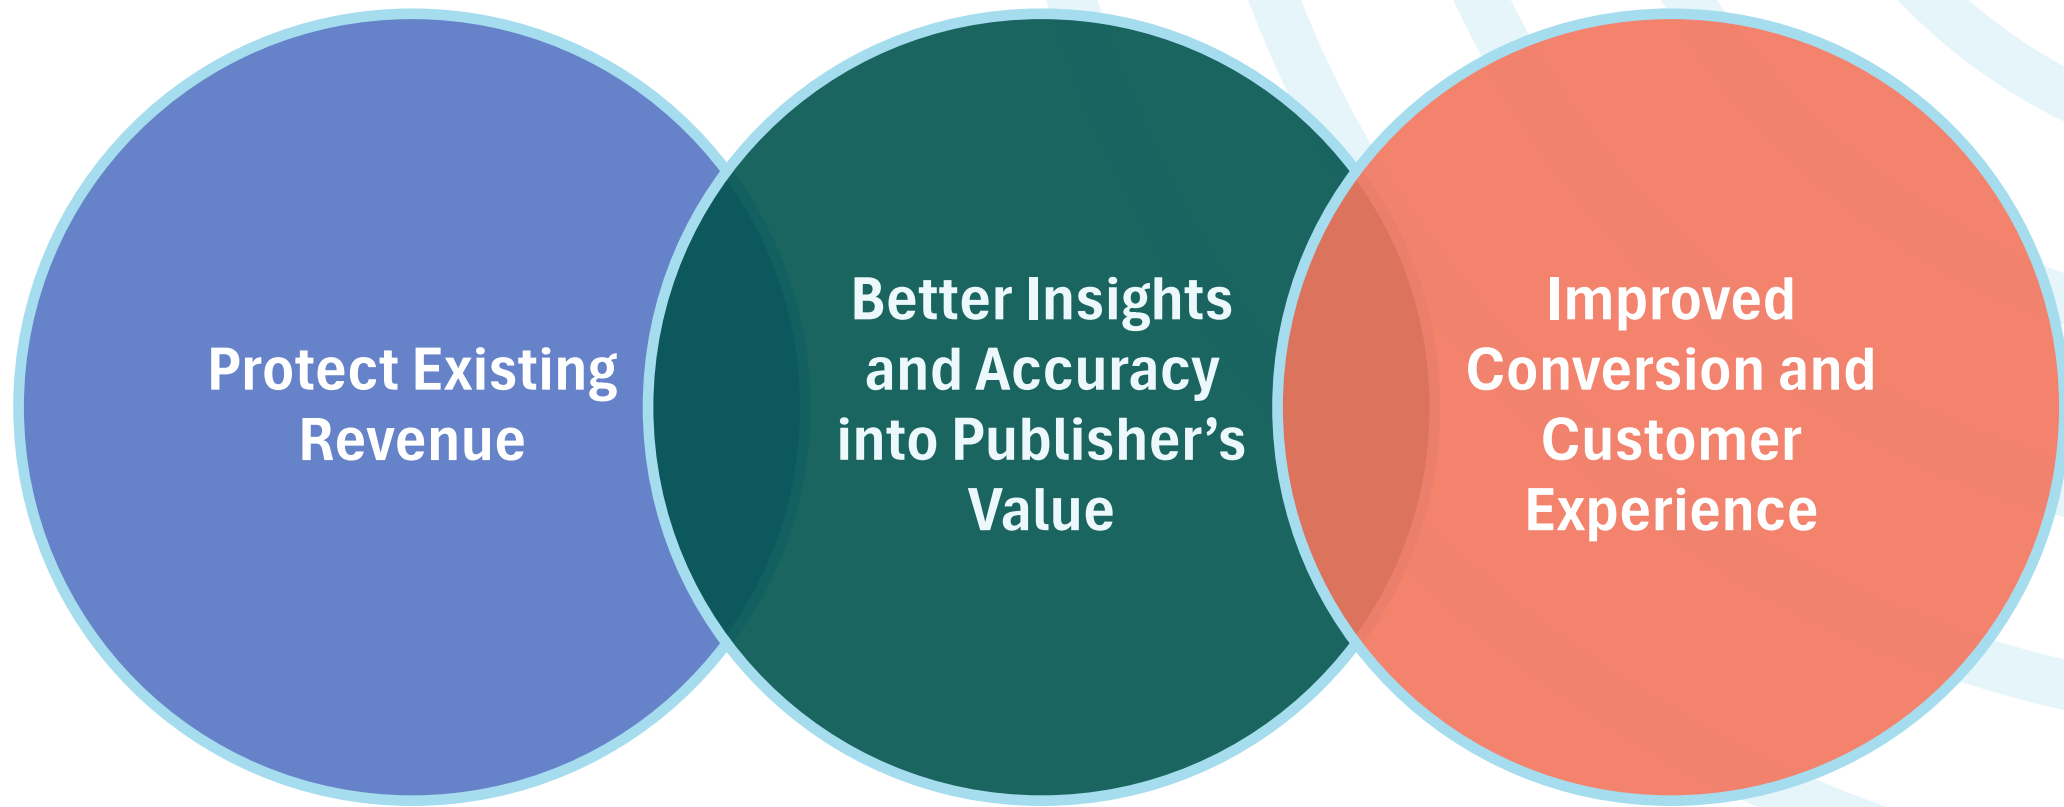 Protect Existing
Revenue
Better Insights
and Accuracy
into Publisher’s
Value
Improved
Conversion and
Customer
Experience